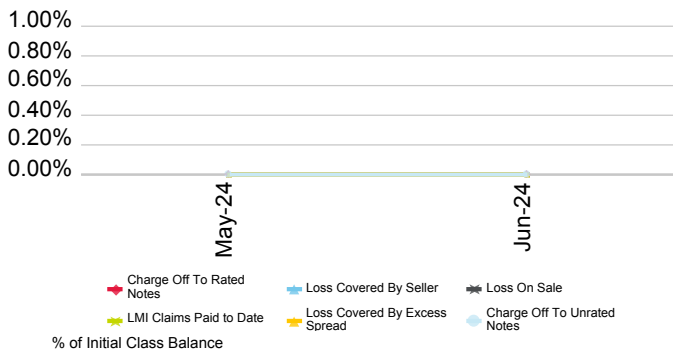 1.00%
0.80%
0.60%
0.40%
0.20%
0.00%
May-24
Jun-24
Charge Off To Rated
Notes
Loss Covered By Seller
Loss On Sale
LMI Claims Paid to Date
Loss Covered By Excess
Spread
Charge Off To Unrated
Notes
% of Initial Class Balance